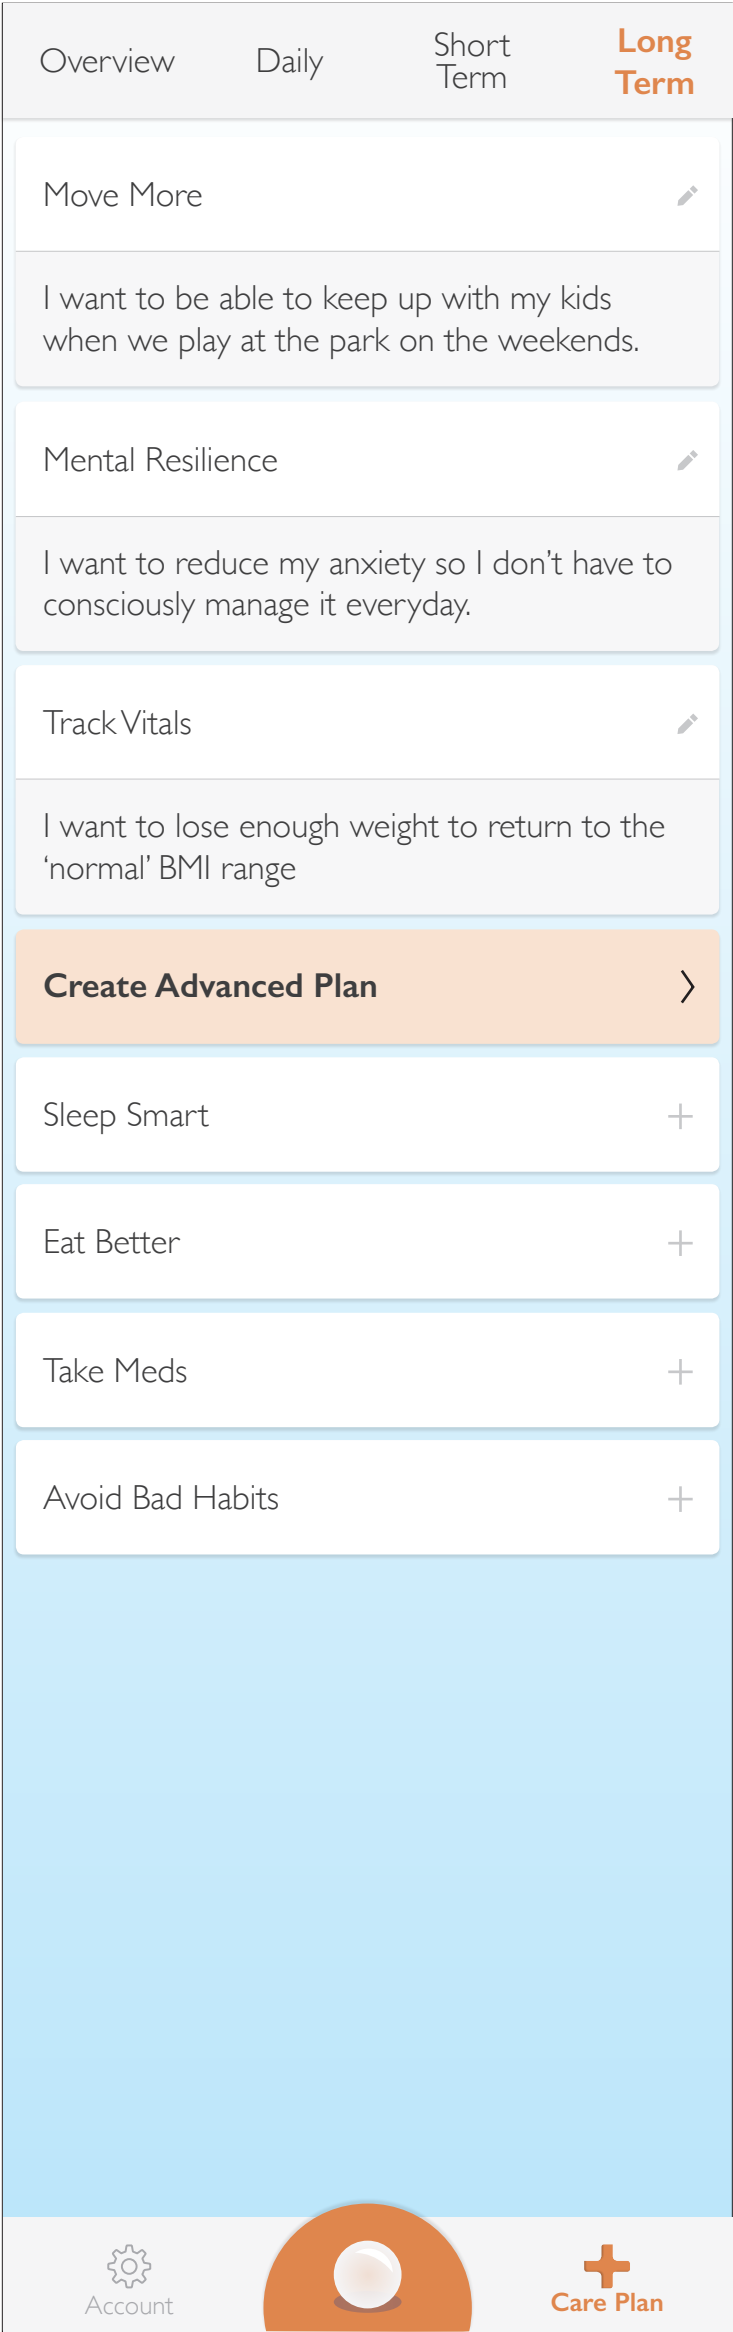 Overview
Daily
Short
Term
Long
Term
Move More
I want to be able to keep up with my kids
when we play at the park on the weekends.
Mental Resilience
I want to reduce my anxiety so I don’t have to
consciously manage it everyday.
Track Vitals
I want to lose enough weight to return to the
‘normal’ BMI range
Create Advanced Plan
Sleep Smart
Eat Better
Take Meds
Avoid Bad Habits
Account
Care Plan